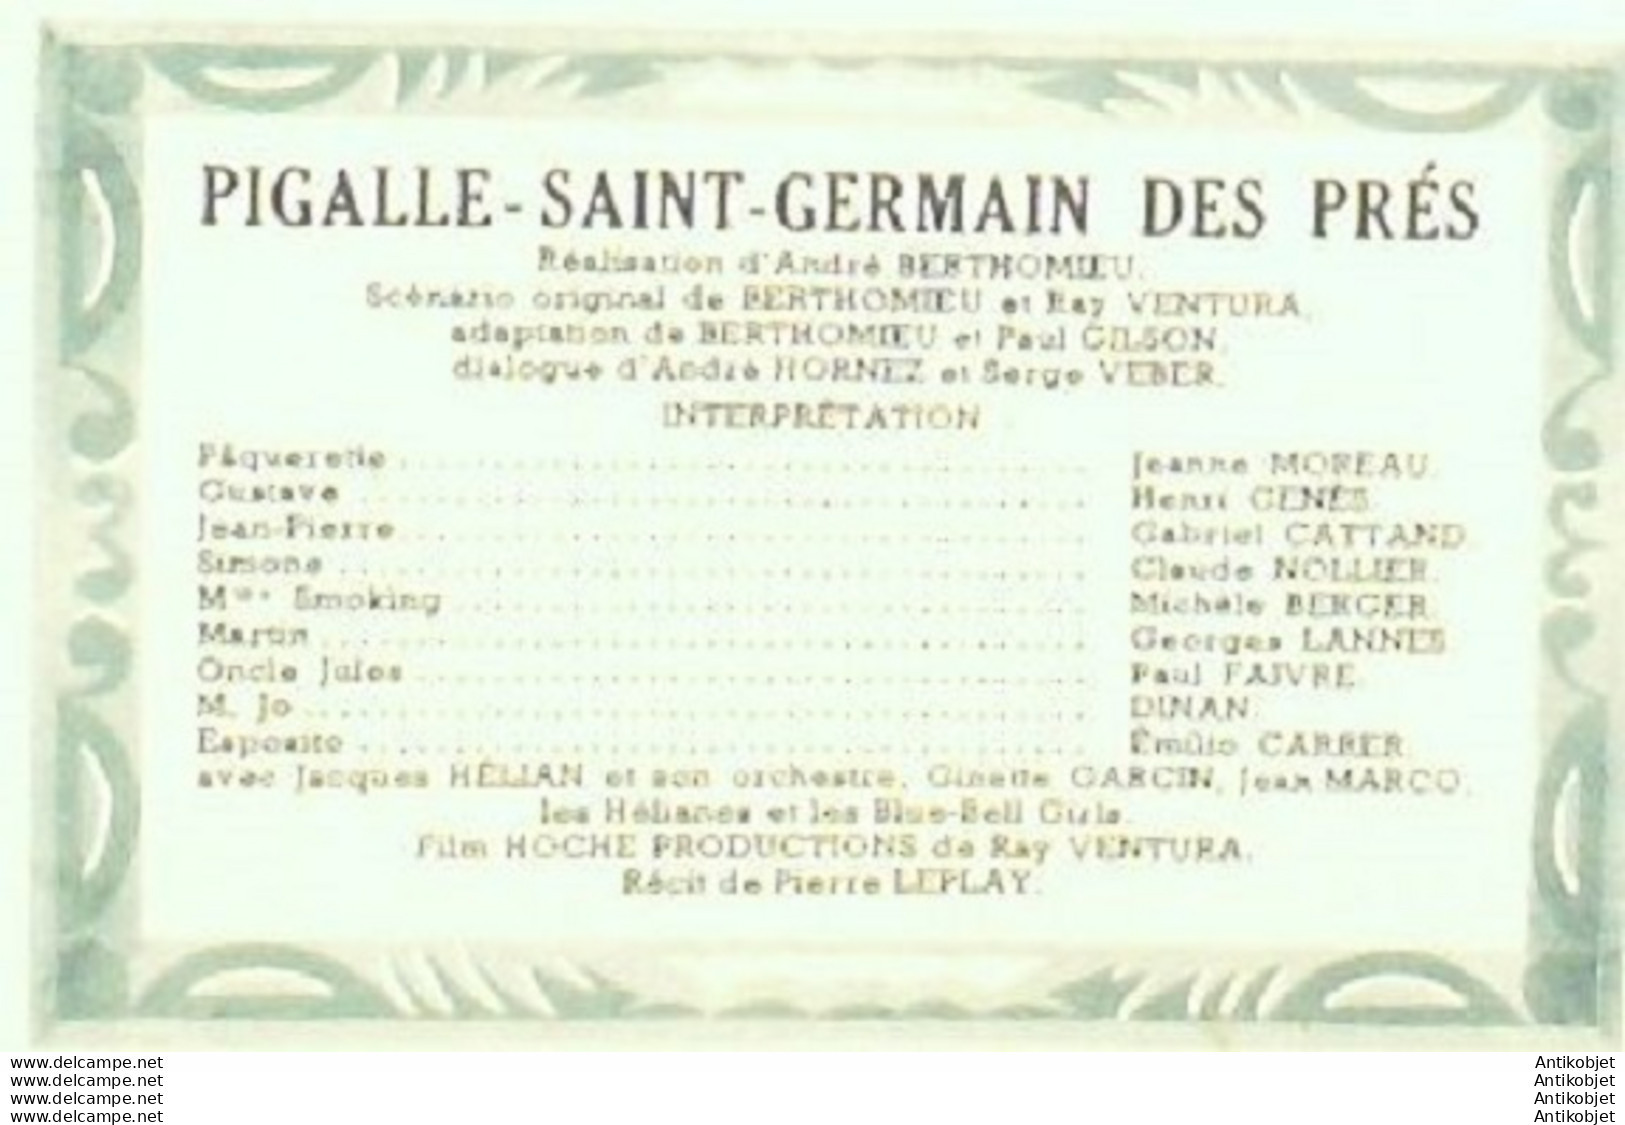 PIGALLE-SAINT-GERMAIN DES PRÉS
Réalisation d'André BERTHOMIEU.
Scénario original de BERTHOMIEU et Ray VENTURA,
adaptation de BERTHOMIEU et Paul GILSON,
dialogue d'André HORNEZ et Serge VEBER.
INTERPRÉTATION
Pâquerette ........ Jeanne MOREAU.
Gustave ........ Henri GENÈS.
Jean-Pierre ........ Gabriel CATTAND.
Simone ........ Claude NOLLIER.
Mme Smoking ........ Michèle BERGER.
Martin ........ Georges LANNES.
Oncle Jules ........ Paul FAIVRE.
M. Jo ........ DINAN.
Esposito ........ Émilio CARRER.
avec Jacques HÉLIAN et son orchestre, Ginette GARCIN, Jean MARCO,
les Hélianes et les Blue-Bell Girls.
Film HOCHE PRODUCTIONS de Ray VENTURA.
Récit de Pierre LEPLAY.
www.delcampe.net Antikobjet
www.delcampe.net Antikobjet
www.delcampe.net Antikobjet
www.delcampe.net Antikobjet